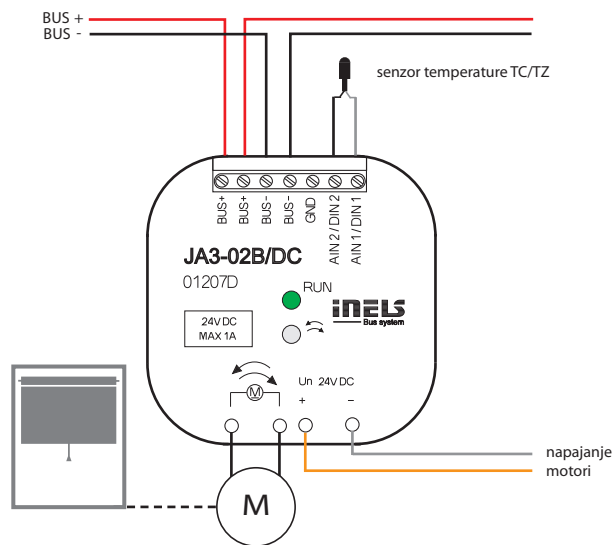 BUS +
BUS -
senzor temperature TC/TZ
BUS+
BUS+
BUS-
BUS-
GND
AIN 2 / DIN 2
AIN 1 / DIN 1
JA3-02B/DC
01207D
RUN
iNELS
Bus system
24V DC
MAX 1A
M
Un 24V DC
+ –
napajanje
motori
M